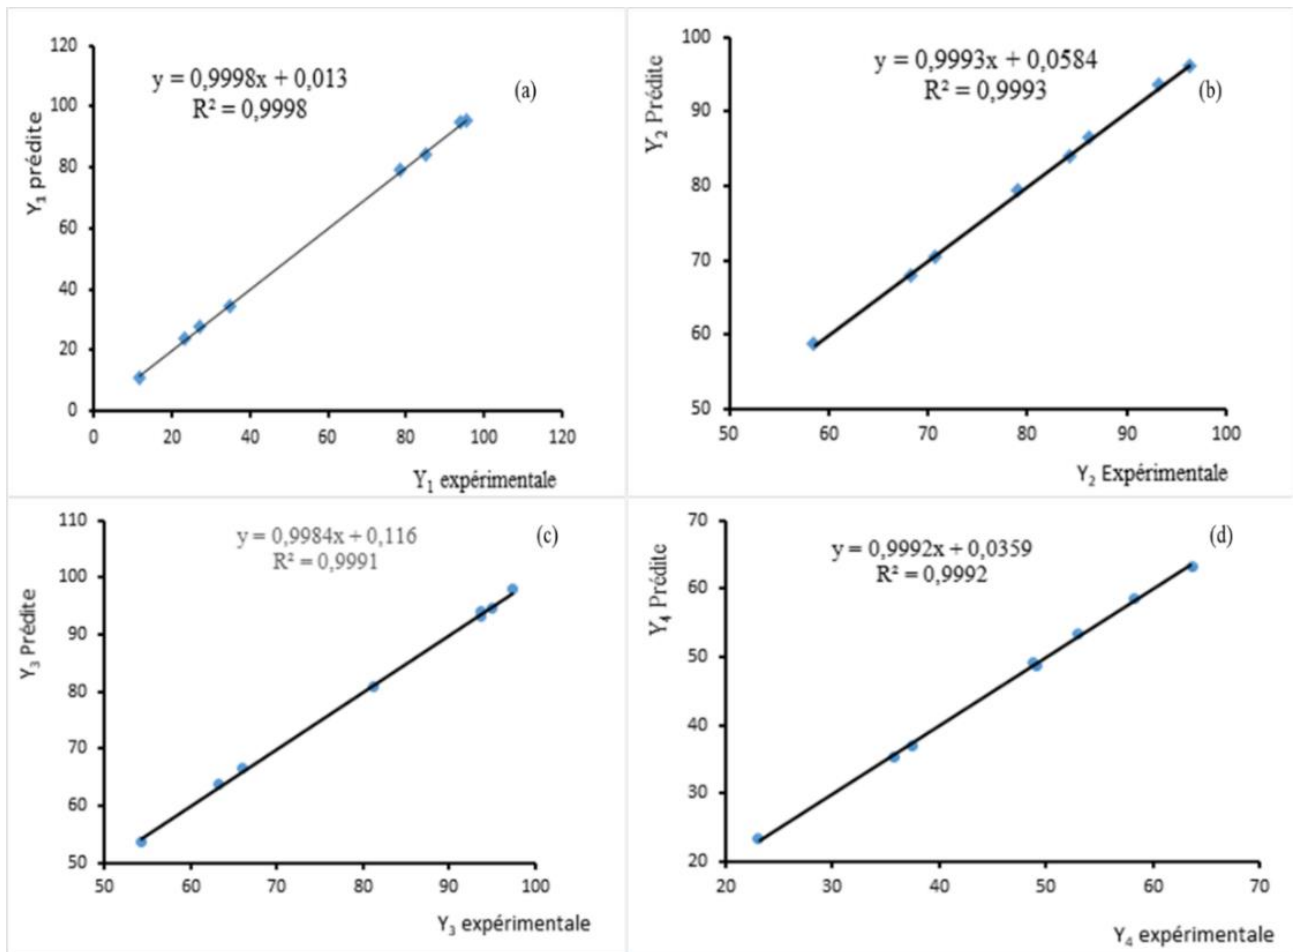 120
100
80
60
40
20
0
0 20 40 60 80 100 120
Y₁ prédite
Y₁ expérimentale
y = 0,9998x + 0,013
R² = 0,9998
(a)
100
90
80
70
60
50
50 60 70 80 90 100
Y₂ Prédite
Y₂ Expérimentale
y = 0,9993x + 0,0584
R² = 0,9993
(b)
110
100
90
80
70
60
50
50 60 70 80 90 100
Y₃ Prédite
Y₃ expérimentale
y = 0,9984x + 0,116
R² = 0,9991
(c)
70
60
50
40
30
20
20 30 40 50 60 70
Y₄ Prédite
Y₄ expérimentale
y = 0,9992x + 0,0359
R² = 0,9992
(d)